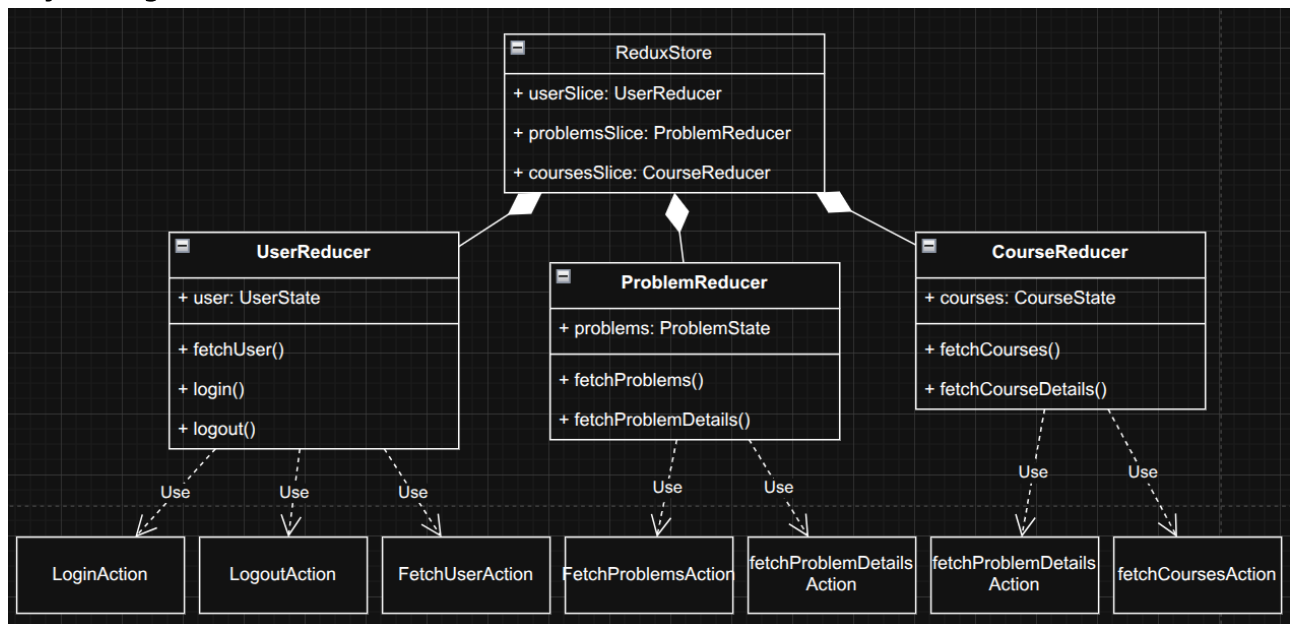 ReduxStore
+ userSlice: UserReducer
+ problemsSlice: ProblemReducer
+ coursesSlice: CourseReducer
UserReducer
+ user: UserState
+ fetchUser()
+ login()
+ logout()
ProblemReducer
+ problems: ProblemState
+ fetchProblems()
+ fetchProblemDetails()
CourseReducer
+ courses: CourseState
+ fetchCourses()
+ fetchCourseDetails()
Use
Use
Use
Use
Use
Use
Use
LoginAction
LogoutAction
FetchUserAction
FetchProblemsAction
fetchProblemDetails
Action
fetchProblemDetails
Action
fetchCoursesAction